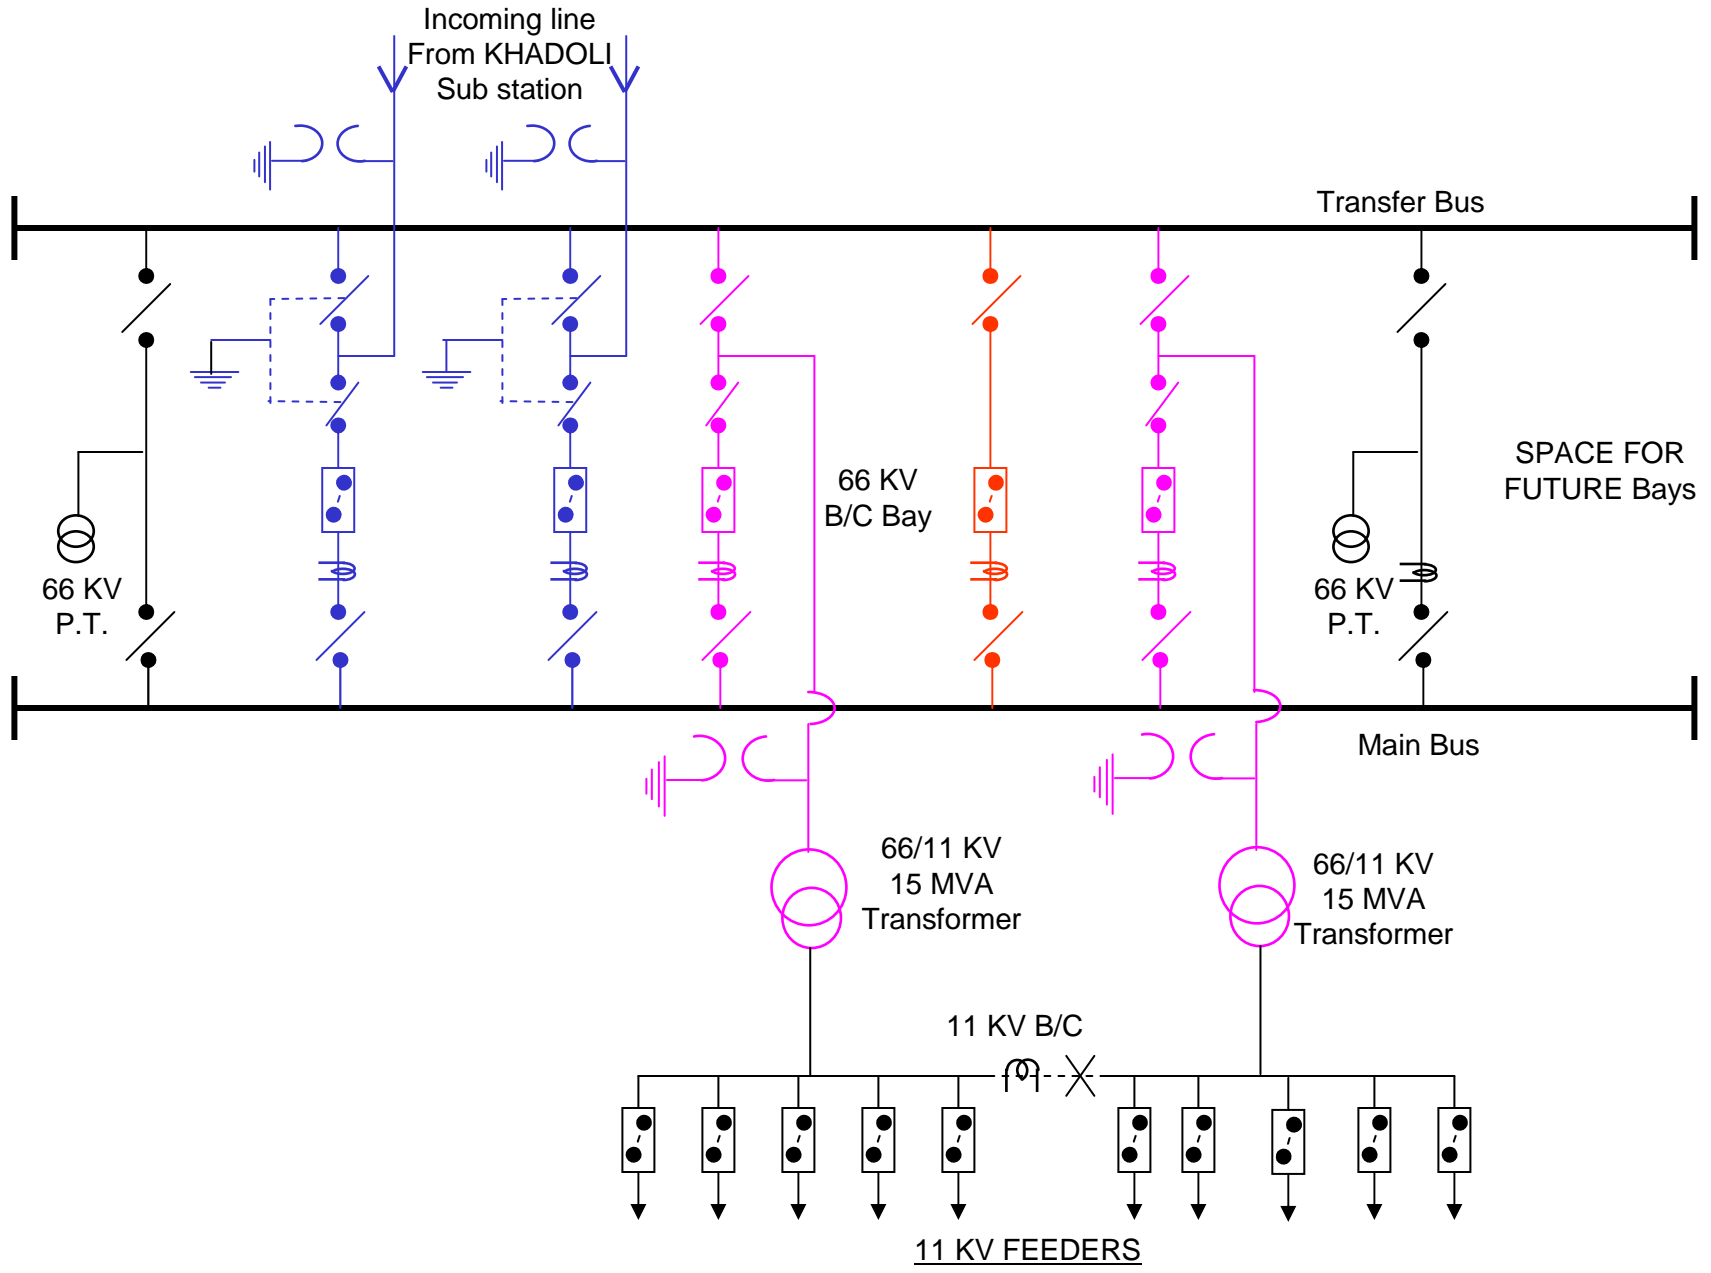 Incoming line
From KHADOLI
Sub station
Transfer Bus
66 KV
B/C Bay
SPACE FOR
FUTURE Bays
66 KV
P.T.
66 KV
P.T.
Main Bus
66/11 KV
15 MVA
Transformer
66/11 KV
15 MVA
Transformer
11 KV B/C
11 KV FEEDERS